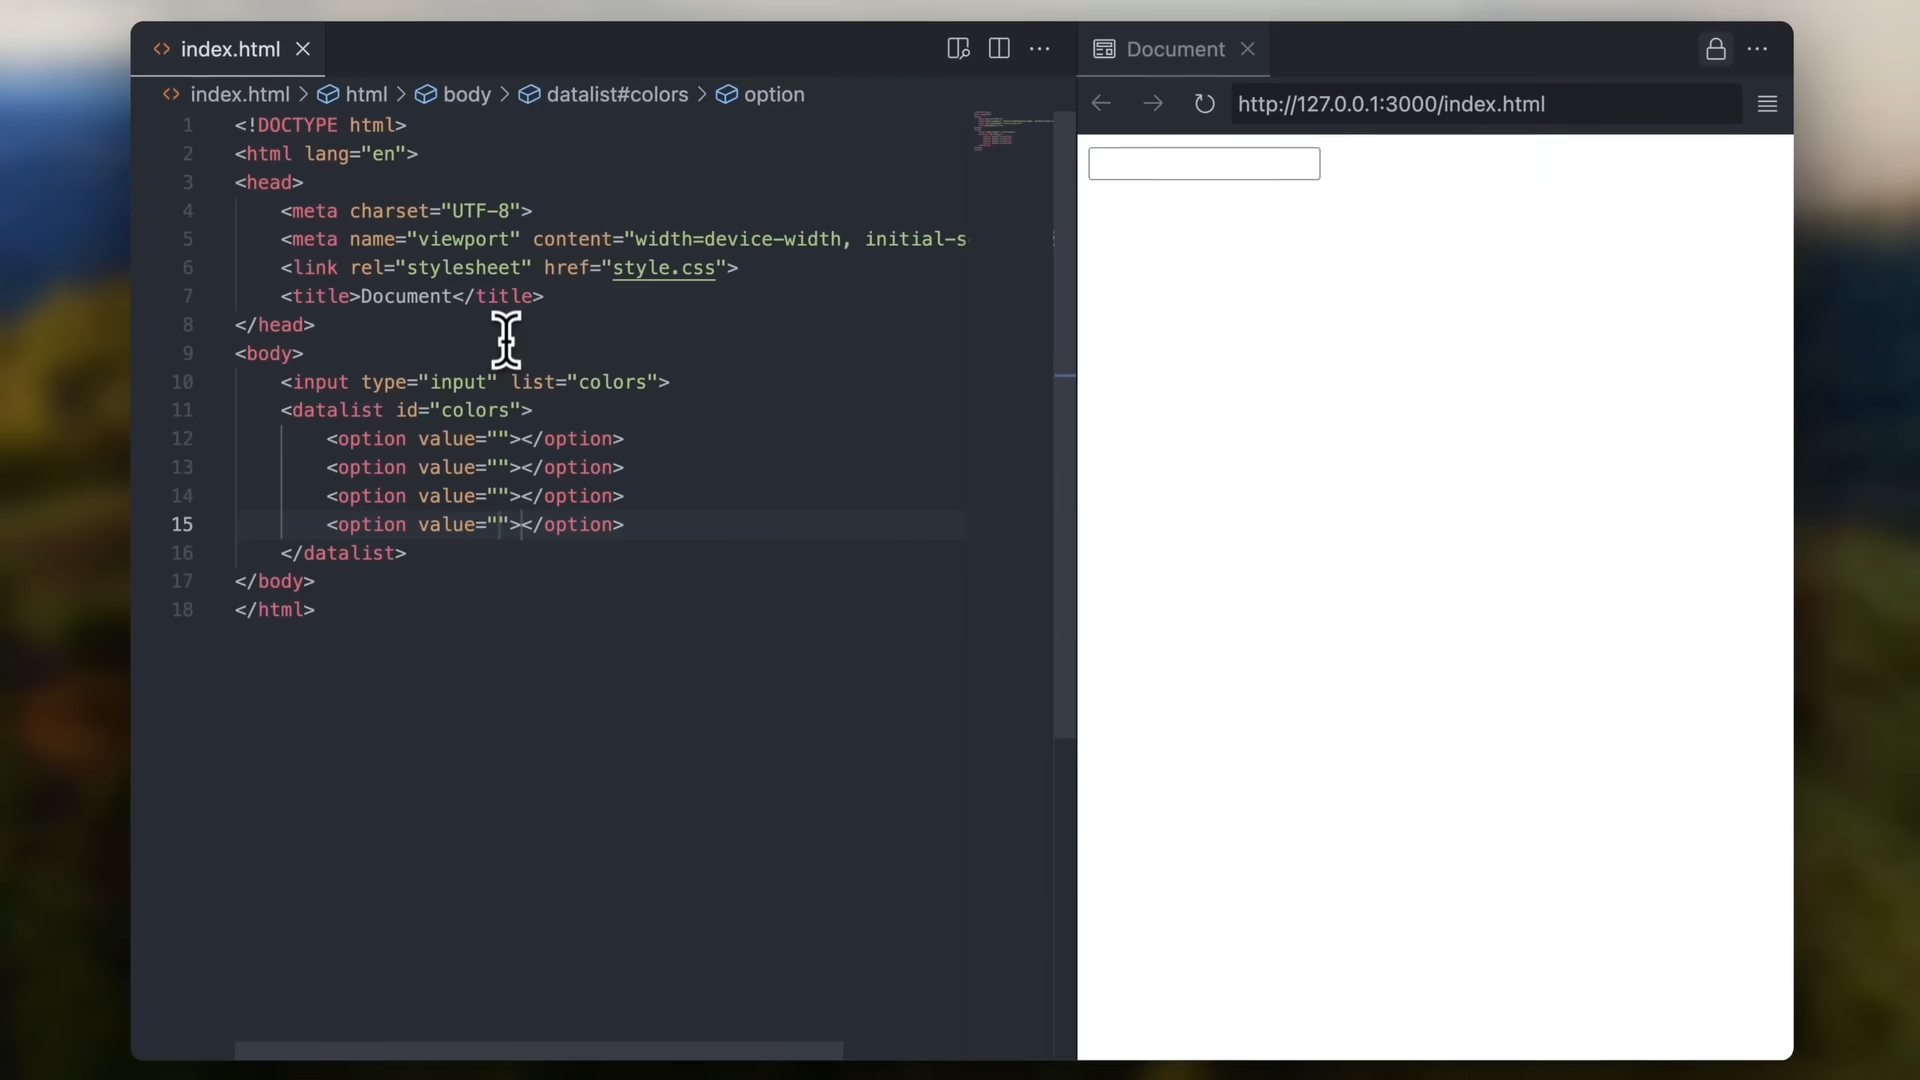 index.html
Document
index.html > html > body > datalist#colors > option
http://127.0.0.1:3000/index.html
1 <!DOCTYPE html>
2 <html lang="en">
3 <head>
4 <meta charset="UTF-8">
5 <meta name="viewport" content="width=device-width, initial-s
6 <link rel="stylesheet" href="style.css">
7 <title>Document</title>
8 </head>
9 <body>
10 <input type="input" list="colors">
11 <datalist id="colors">
12 <option value=""></option>
13 <option value=""></option>
14 <option value=""></option>
15 <option value=""></option>
16 </datalist>
17 </body>
18 </html>